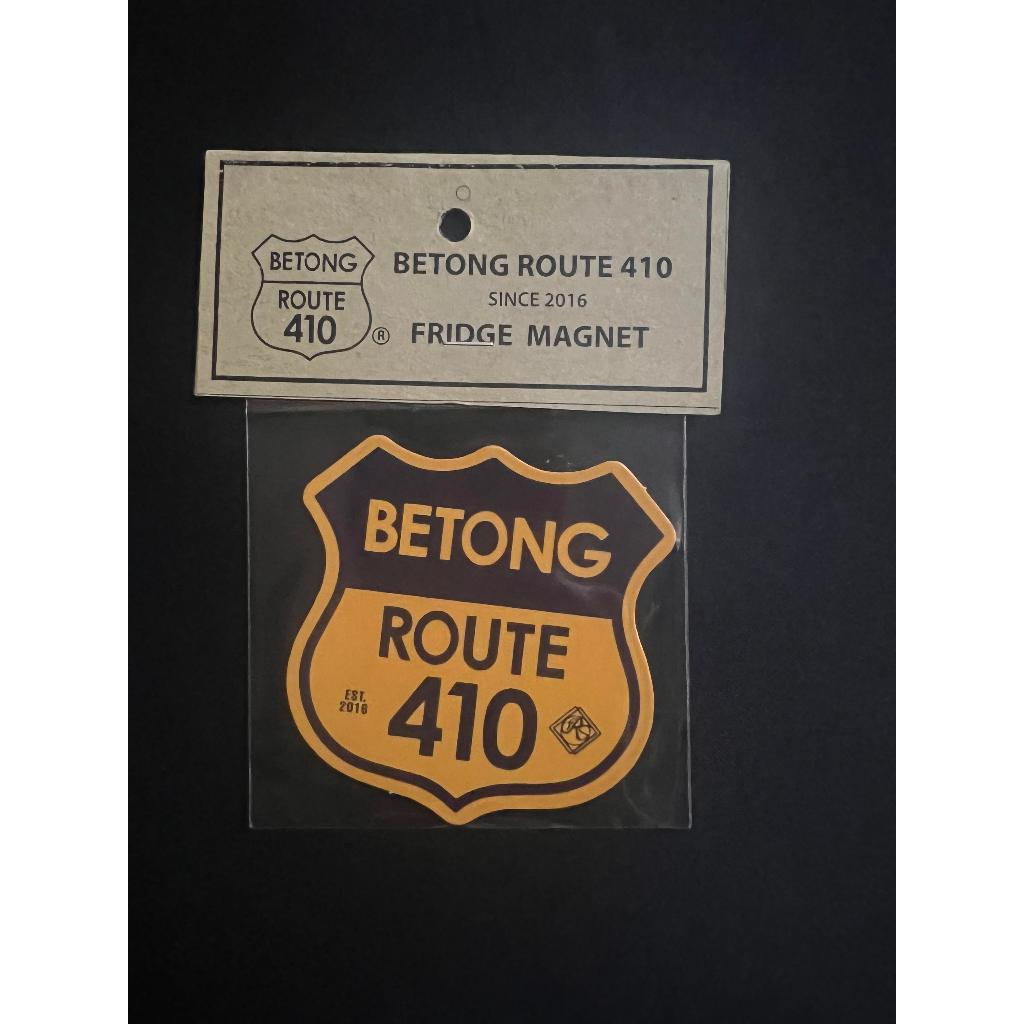 BETONG
ROUTE
410
®
BETONG ROUTE 410
SINCE 2016
FRIDGE MAGNET
BETONG
ROUTE
410
EST.
2016